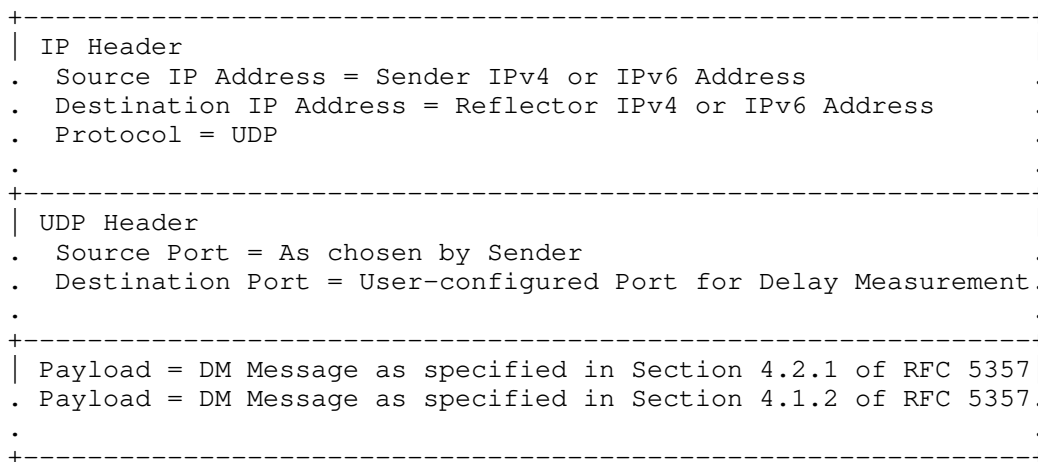 +---------------------------------------------------------------
| IP Header
.  Source IP Address = Sender IPv4 or IPv6 Address             .
.  Destination IP Address = Reflector IPv4 or IPv6 Address     .
.  Protocol = UDP                                              .
.                                                              .
+---------------------------------------------------------------
| UDP Header
.  Source Port = As chosen by Sender                           .
.  Destination Port = User-configured Port for Delay Measurement.
.                                                              .
+---------------------------------------------------------------
| Payload = DM Message as specified in Section 4.2.1 of RFC 5357
. Payload = DM Message as specified in Section 4.1.2 of RFC 5357.
.                                                              .
+---------------------------------------------------------------